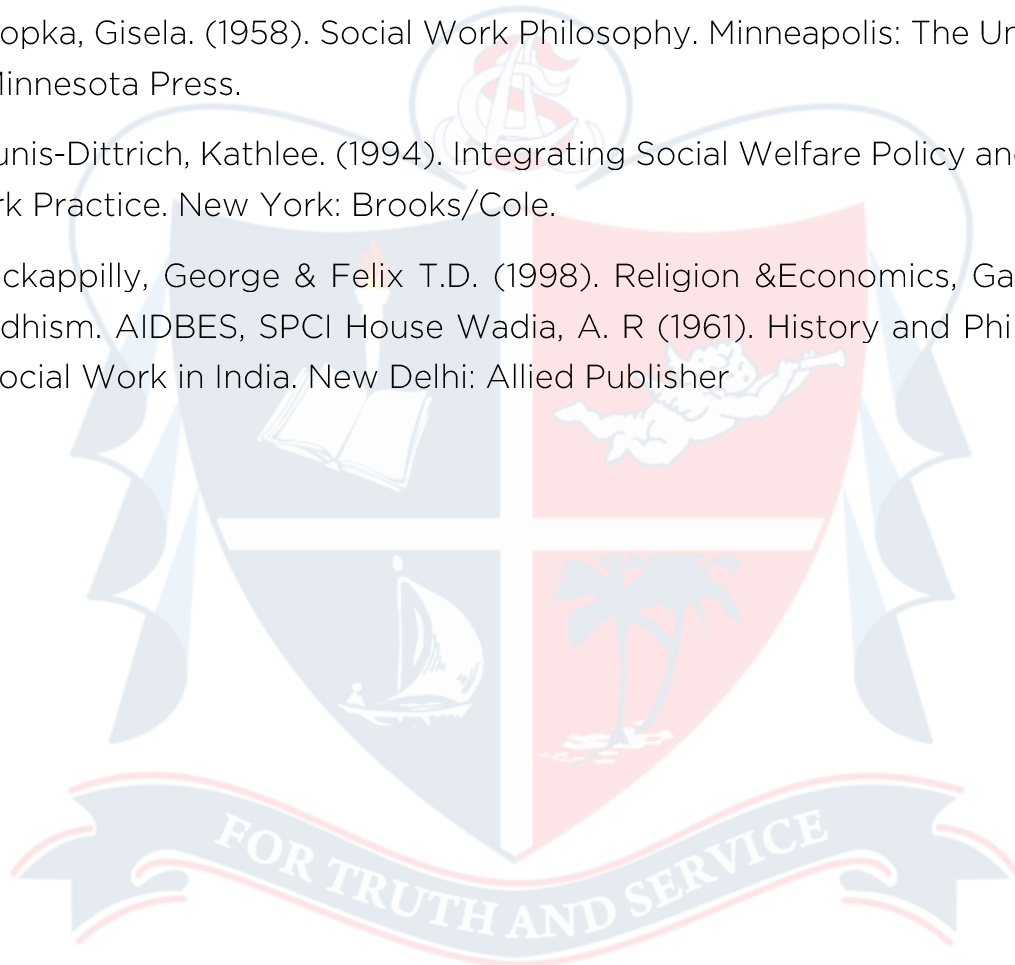 opka, Gisela. (1958). Social Work Philosophy. Minneapolis: The Un
Minnesota Press.
unis-Dittrich, Kathlee. (1994). Integrating Social Welfare Policy and
rk Practice. New York: Brooks/Cole.
ckappilly, George & Felix T.D. (1998). Religion &Economics, Ga
dhism. AIDBES, SPCI House Wadia, A. R (1961). History and Phi
ocial Work in India. New Delhi: Allied Publisher
FOR TRUTH AND SERVICE